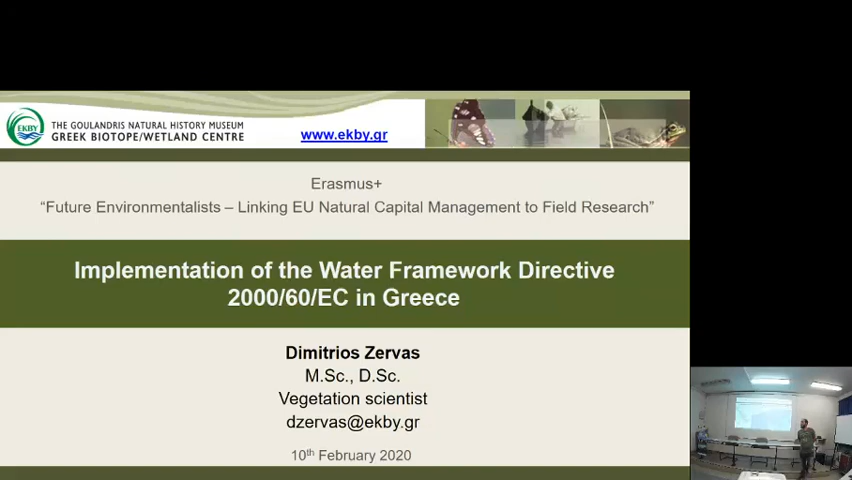 EKBY
THE GOULANDRIS NATURAL HISTORY MUSEUM
GREEK BIOTOPE/WETLAND CENTRE
www.ekby.gr
Erasmus+
“Future Environmentalists – Linking EU Natural Capital Management to Field Research”
Implementation of the Water Framework Directive
2000/60/EC in Greece
Dimitrios Zervas
M.Sc., D.Sc.
Vegetation scientist
dzervas@ekby.gr
10th February 2020